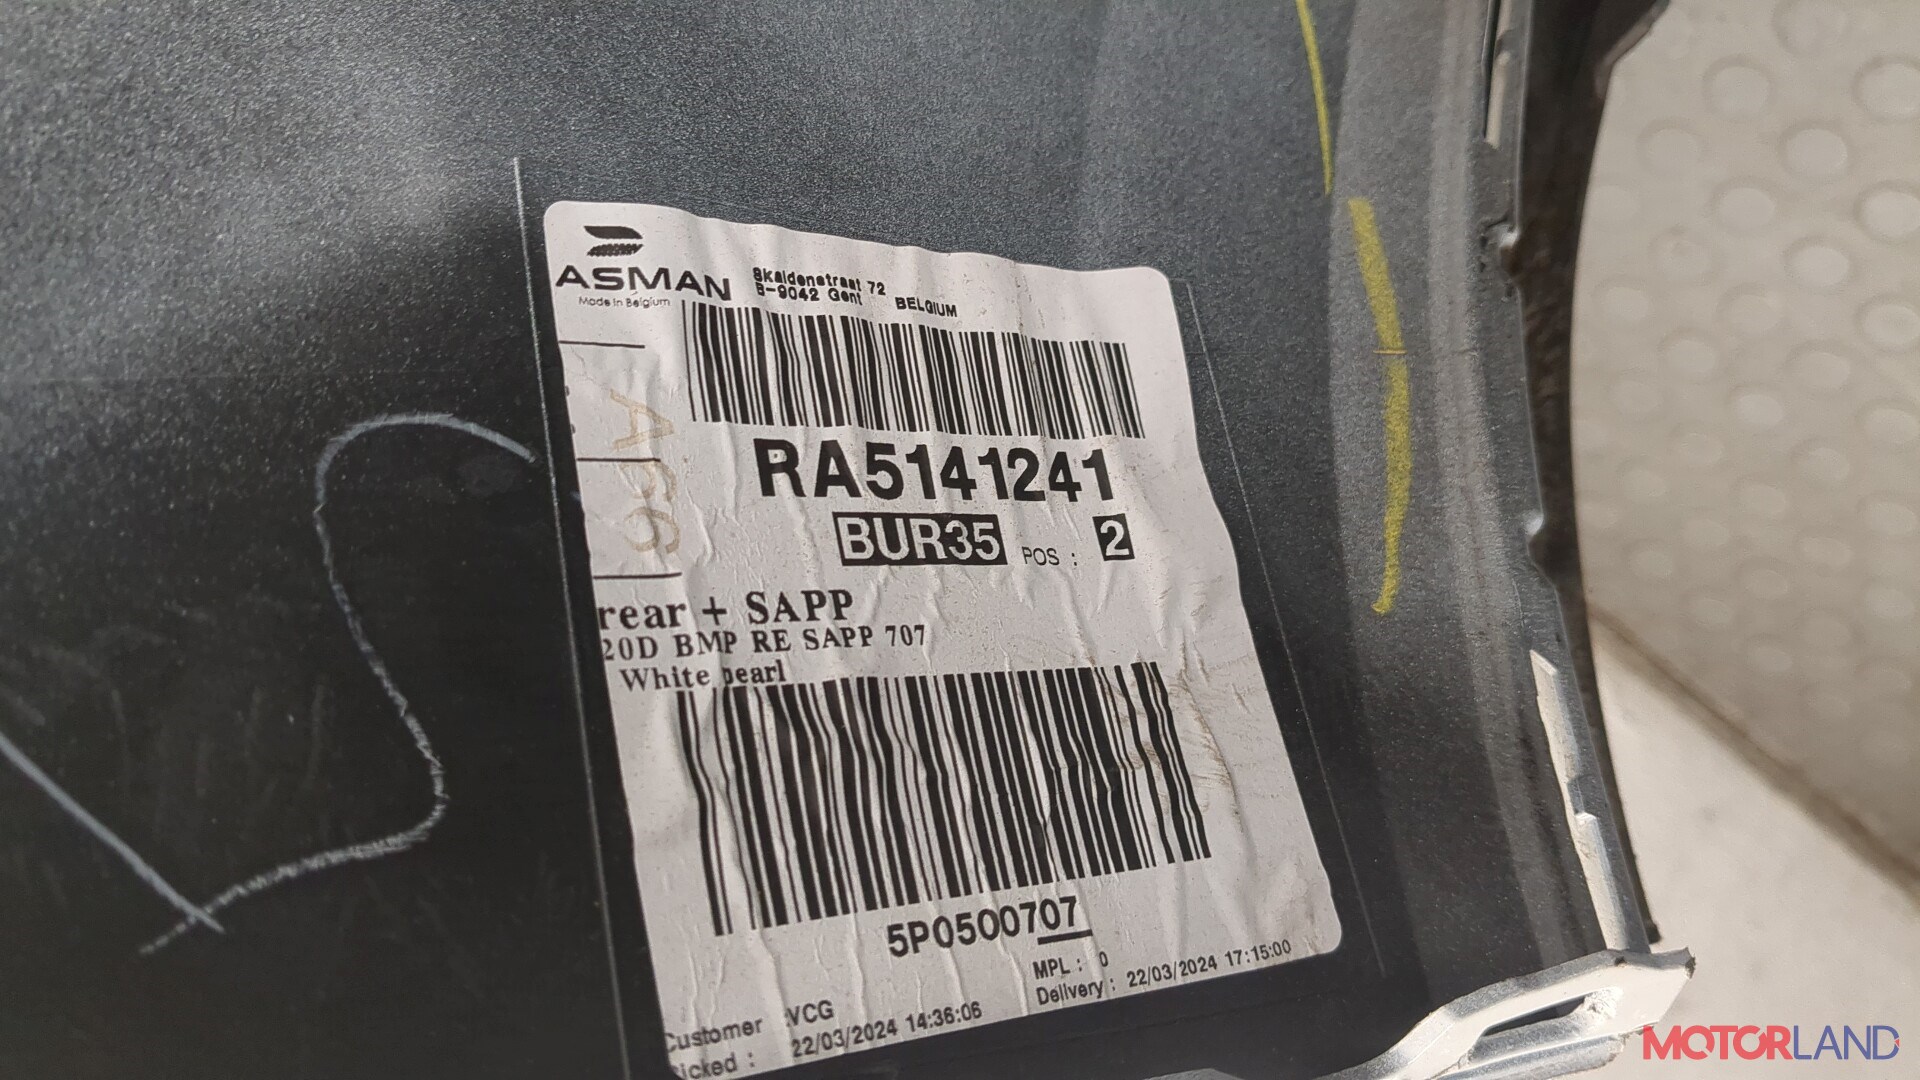 ASMAN
Made in Belgium
Skaldenstraat 72
B-9042 Gent BELGIUM
RA5141241
BUR35 POS : 2
rear + SAPP
20D BMP RE SAPP 707
White pearl
5P0500707
MPL : 0
Customer :VCG
Delivery : 22/03/2024 17:15:00
icked : 22/03/2024 14:36:06
MOTORLAND